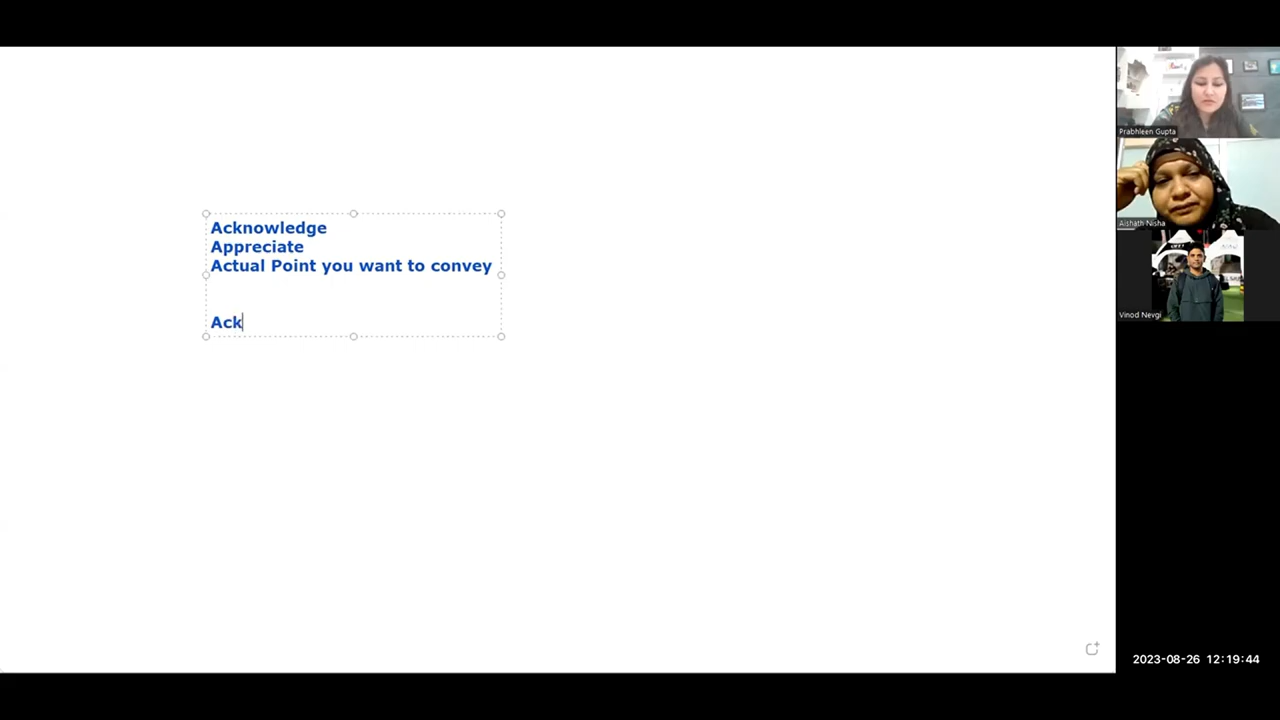 Acknowledge
Appreciate
Actual Point you want to convey
Ack
Prabhleen Gupta
Aishath Nisha
Vinod Nevgi
2023-08-26 12:19:44